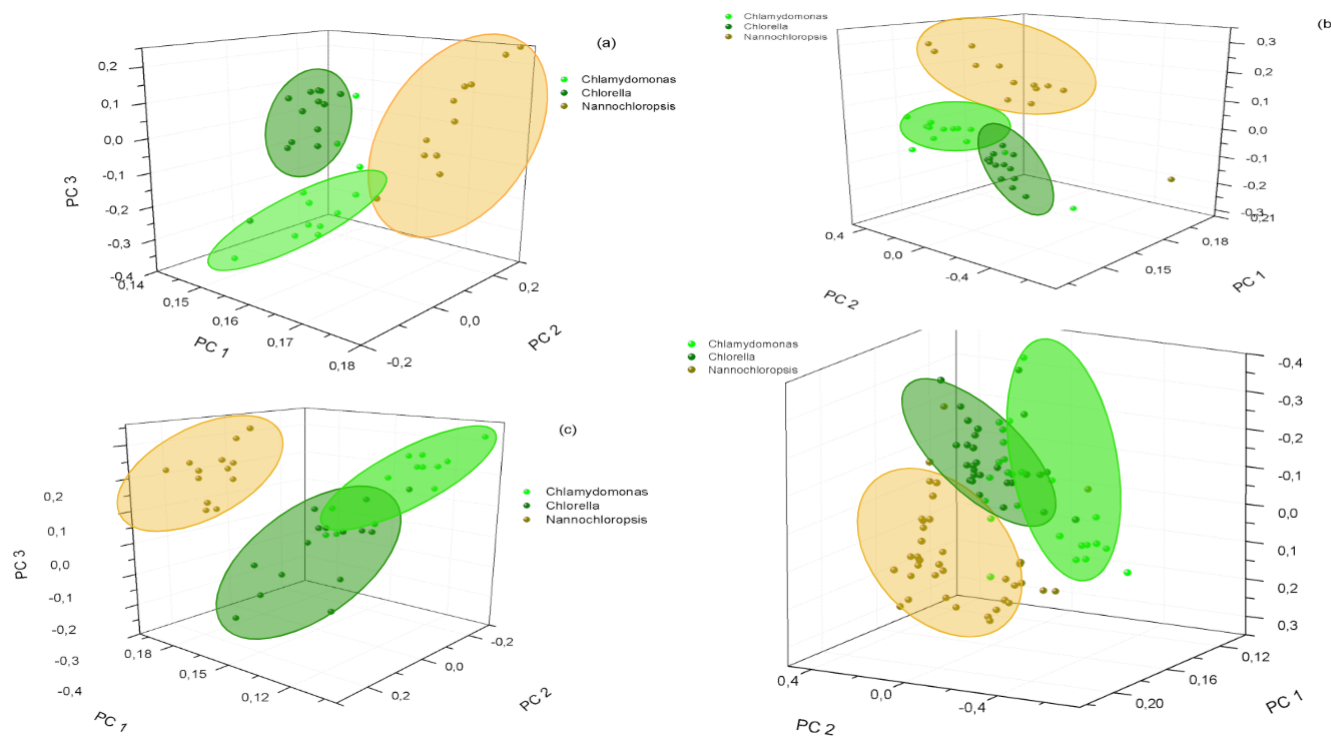 (a)
Chlamydomonas
Chlorella
Nannochloropsis
0,2
0,1
0,0
-0,1
-0,2
-0,3
-0,4
PC 3
0,14
0,15
0,16
0,17
0,18
PC 1
-0,2
0,0
0,2
PC 2
(b)
Chlamydomonas
Chlorella
Nannochloropsis
0,3
0,2
0,1
0,0
-0,1
-0,2
-0,3
0,21
0,18
0,15
PC 1
0,4
0,0
-0,4
PC 2
(c)
Chlamydomonas
Chlorella
Nannochloropsis
0,2
0,1
0,0
-0,1
-0,2
-0,3
-0,4
PC 3
0,18
0,15
0,12
PC 1
-0,2
0,0
0,2
PC 2
Chlamydomonas
Chlorella
Nannochloropsis
-0,4
-0,3
-0,2
-0,1
0,0
0,1
0,2
0,3
0,12
0,16
0,20
PC 1
0,4
0,0
-0,4
PC 2